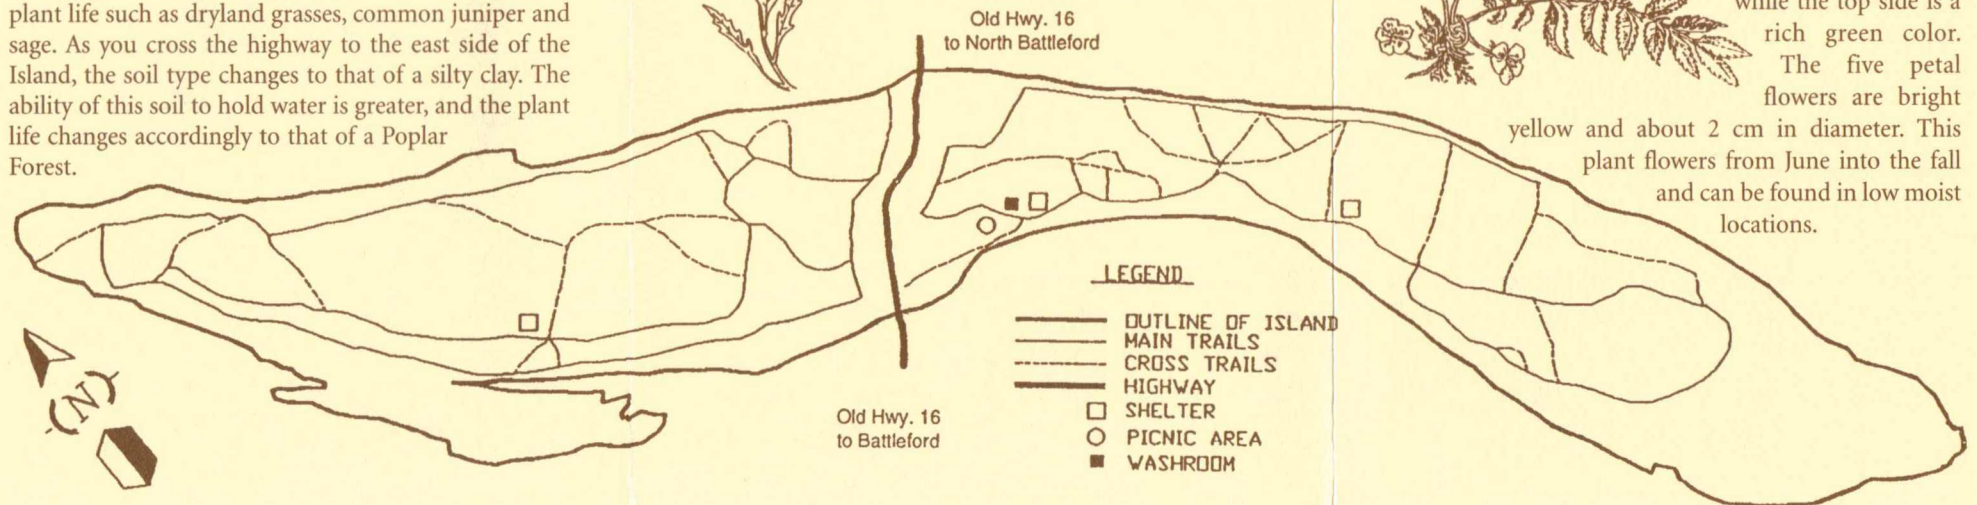 plant life such as dryland grasses, common juniper and
sage. As you cross the highway to the east side of the
Island, the soil type changes to that of a silty clay. The
ability of this soil to hold water is greater, and the plant
life changes accordingly to that of a Poplar
Forest.
Old Hwy. 16
to North Battleford
while the top side is a
rich green color.
The five petal
flowers are bright
yellow and about 2 cm in diameter. This
plant flowers from June into the fall
and can be found in low moist
locations.
(N)
Old Hwy. 16
to Battleford
LEGEND
OUTLINE OF ISLAND
MAIN TRAILS
CROSS TRAILS
HIGHWAY
SHELTER
PICNIC AREA
WASHROOM